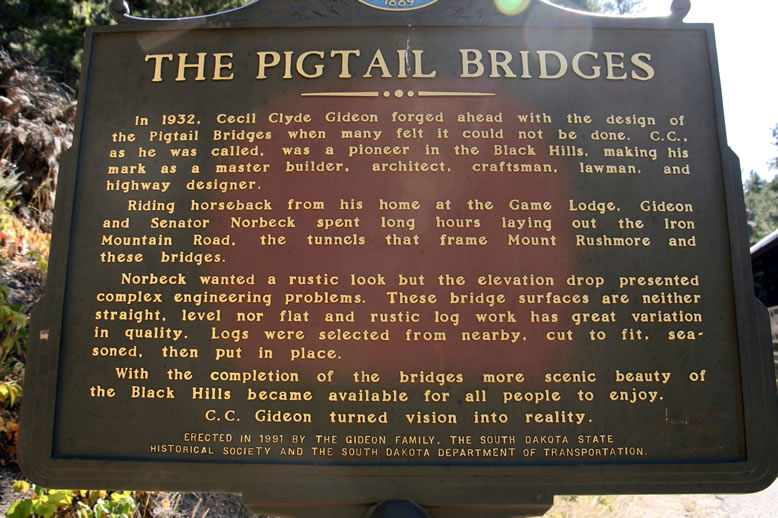 1889
THE PIGTAIL BRIDGES
In 1932, Cecil Clyde Gideon forged ahead with the design of
the Pigtail Bridges when many felt it could not be done. C.C.,
as he was called, was a pioneer in the Black Hills, making his
mark as a master builder, architect, craftsman, lawman, and
highway designer.
Riding horseback from his home at the Game Lodge, Gideon
and Senator Norbeck spent long hours laying out the Iron
Mountain Road, the tunnels that frame Mount Rushmore and
these bridges.
Norbeck wanted a rustic look but the elevation drop presented
complex engineering problems. These bridge surfaces are neither
straight, level nor flat and rustic log work has great variation
in quality. Logs were selected from nearby, cut to fit, sea-
soned, then put in place.
With the completion of the bridges more scenic beauty of
the Black Hills became available for all people to enjoy.
C.C. Gideon turned vision into reality.
ERECTED IN 1991 BY THE GIDEON FAMILY, THE SOUTH DAKOTA STATE
HISTORICAL SOCIETY AND THE SOUTH DAKOTA DEPARTMENT OF TRANSPORTATION.